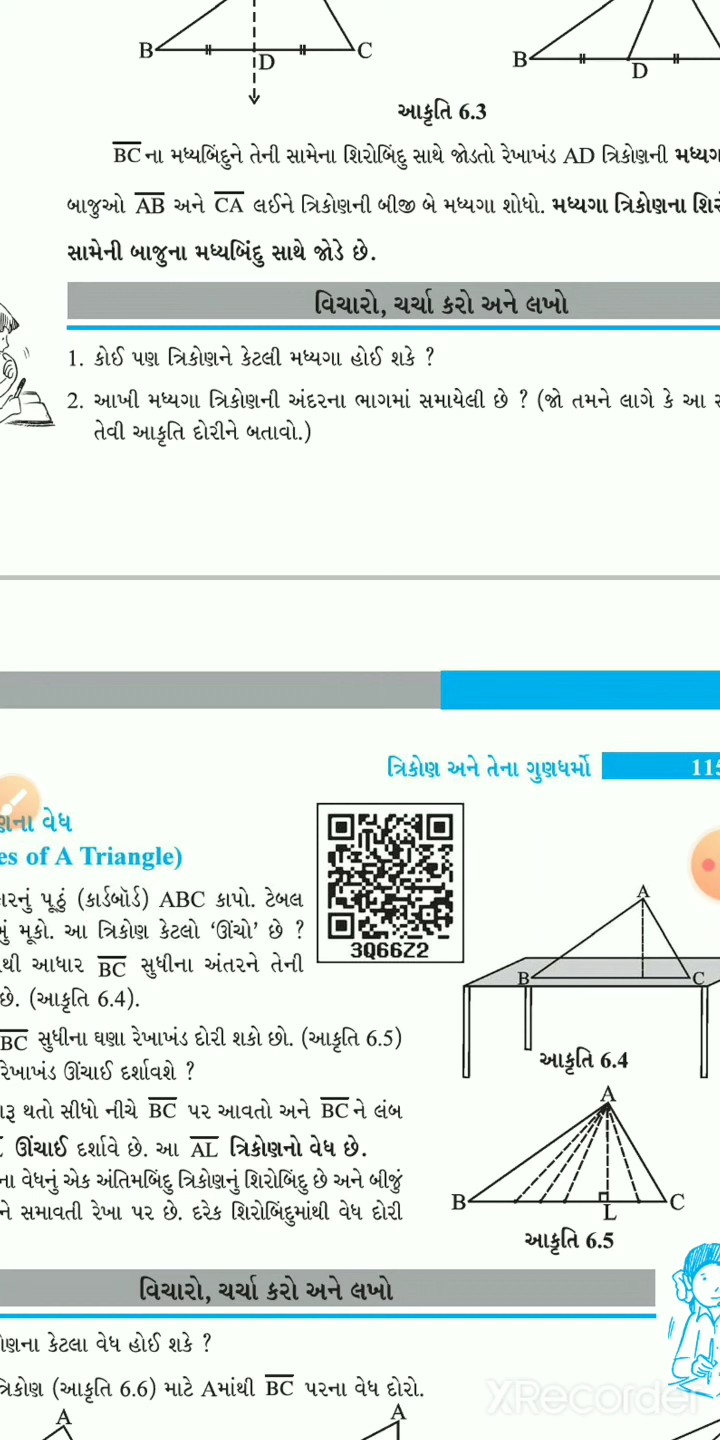 B
D
C
B
D
આકૃતિ 6.3
BC ના મધ્યબિંદુને તેની સામેના શિરોબિંદુ સાથે જોડતો રેખાખંડ AD ત્રિકોણની
બાજુઓ AB અને CA લઈને ત્રિકોણની બીજી બે મધ્યગા શોધો. મધ્યગા ત્રિકોણના
સામેની બાજુના મધ્યબિંદુ સાથે જોડે છે.
વિચારો, ચર્ચા કરો અને લખો
1. કોઈ પણ ત્રિકોણને કેટલી મધ્યગા હોઈ શકે ?
2. આખી મધ્યગા ત્રિકોણની અંદરના ભાગમાં સમાયેલી છે ? (જો તમને લાગે કે આ
તેવી આકૃતિ દોરીને બતાવો.)
ત્રિકોણ અને તેના ગુણધર્મો 115
વેધ
of A Triangle)
પૂઠું (કાર્ડબૉર્ડ) ABC કાપો. ટેબલ
મૂકો. આ ત્રિકોણ કેટલો ‘ઊંચો’ છે ?
આધાર BC સુધીના અંતરને તેની
છે. (આકૃતિ 6.4).
3Q66Z2
A
B
C
આકૃતિ 6.4
BC સુધીના ઘણા રેખાખંડ દોરી શકો છો. (આકૃતિ 6.5)
રેખાખંડ ઊંચાઈ દર્શાવશે ?
થતો સીધો નીચે BC પર આવતો અને BC ને લંબ
ઊંચાઈ દર્શાવે છે. આ AL ત્રિકોણનો વેધ છે.
વેધનું એક અંતિમબિંદુ ત્રિકોણનું શિરોબિંદુ છે અને બીજું
સમાવતી રેખા પર છે. દરેક શિરોબિંદુમાંથી વેધ દોરી
A
B
L
C
આકૃતિ 6.5
વિચારો, ચર્ચા કરો અને લખો
કેટલા વેધ હોઈ શકે ?
(આકૃતિ 6.6) માટે Aમાંથી BC પરના વેધ દોરો.
XRecorder
A
A